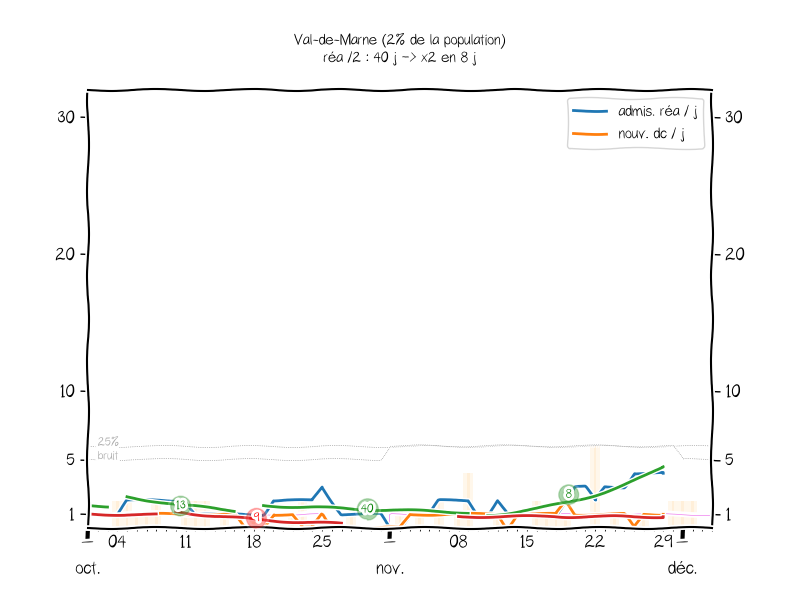 Val-de-Marne (2% de la population)
réa /2 : 40 j -> x2 en 8 j
admis. réa / j
nouv. dc / j
30
30
20
20
10
10
25%
bruit
5
5
13
9
40
8
1
1
04
11
18
25
08
15
22
29
oct.
nov.
déc.